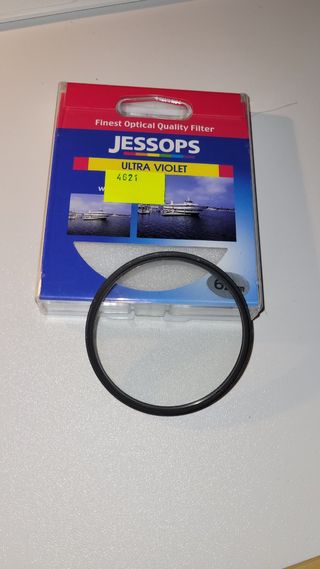 Finest Optical Quality Filter
JESSOPS
ULTRA VIOLET
4621
w